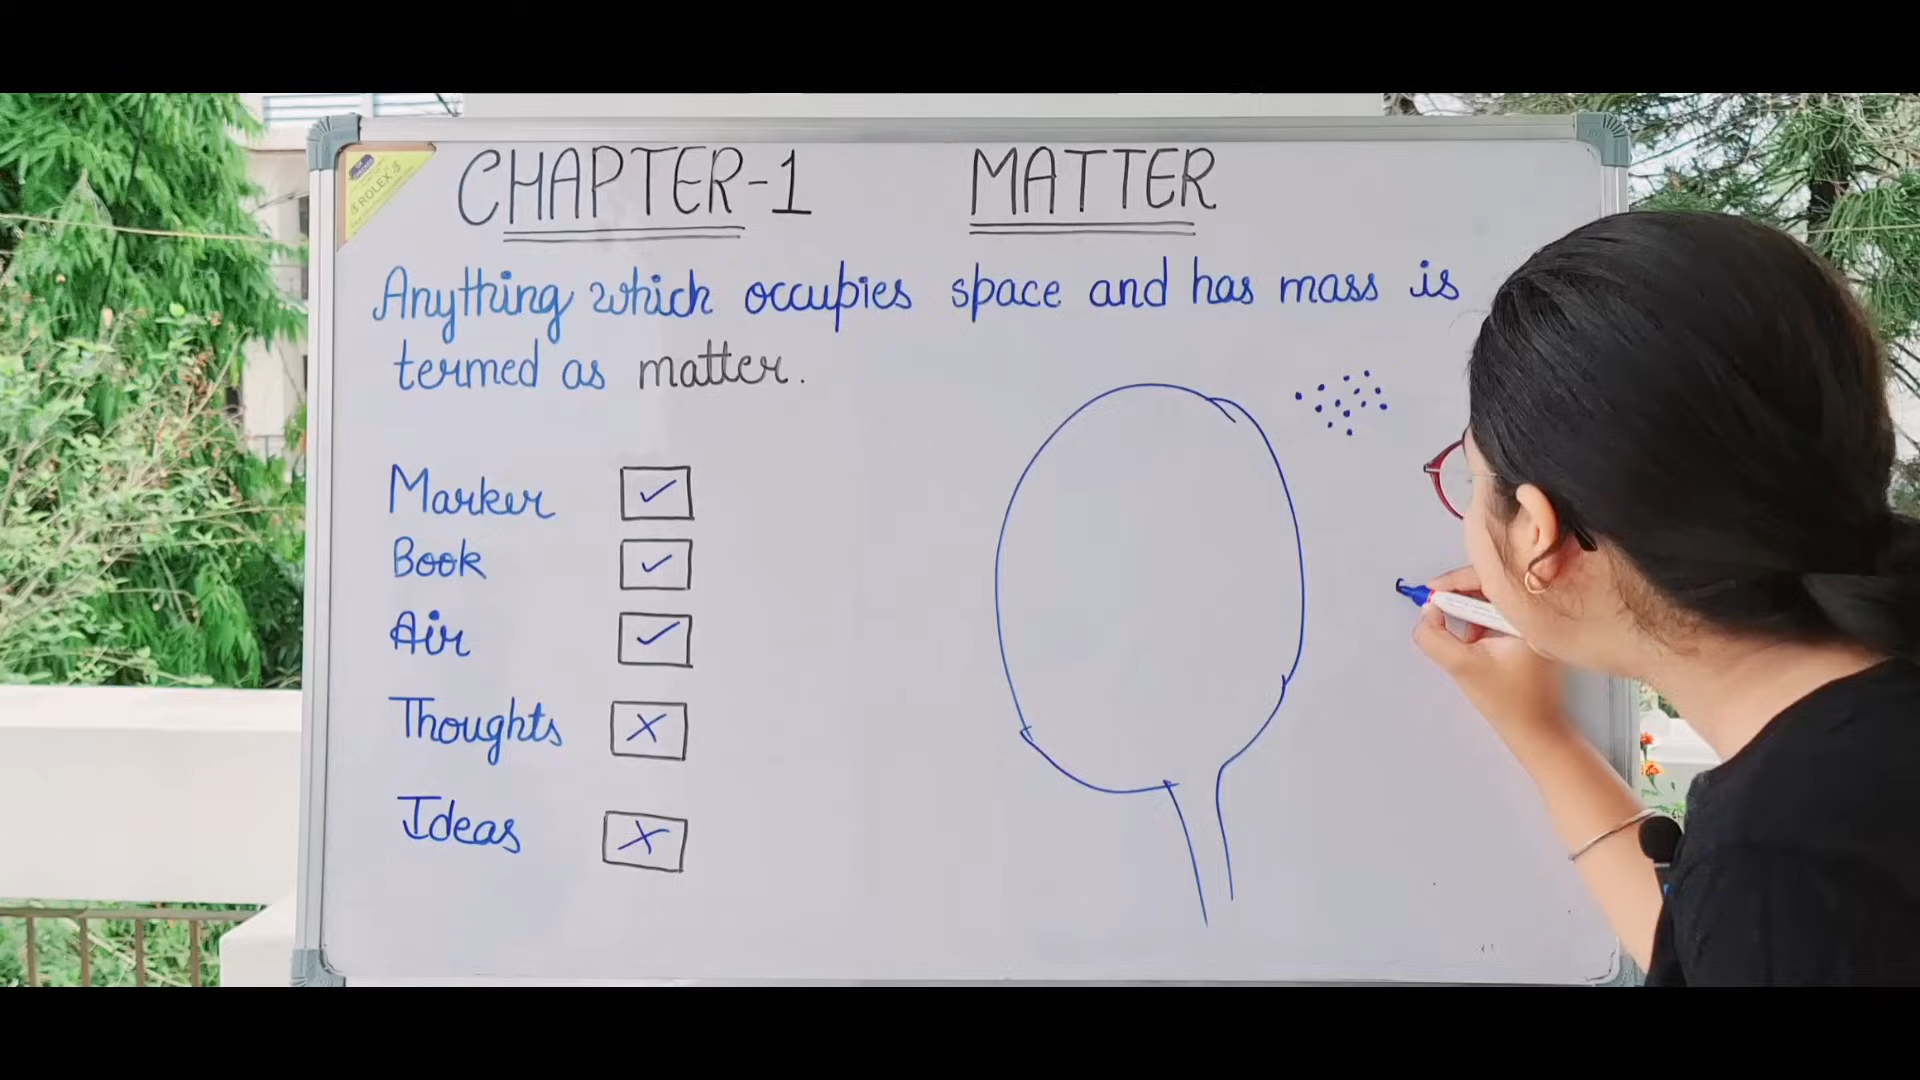 CHAPTER-1 MATTER
ROLEX
Anything which occupies space and has mass is
termed as matter.
Marker
Book
Air
Thoughts
Ideas